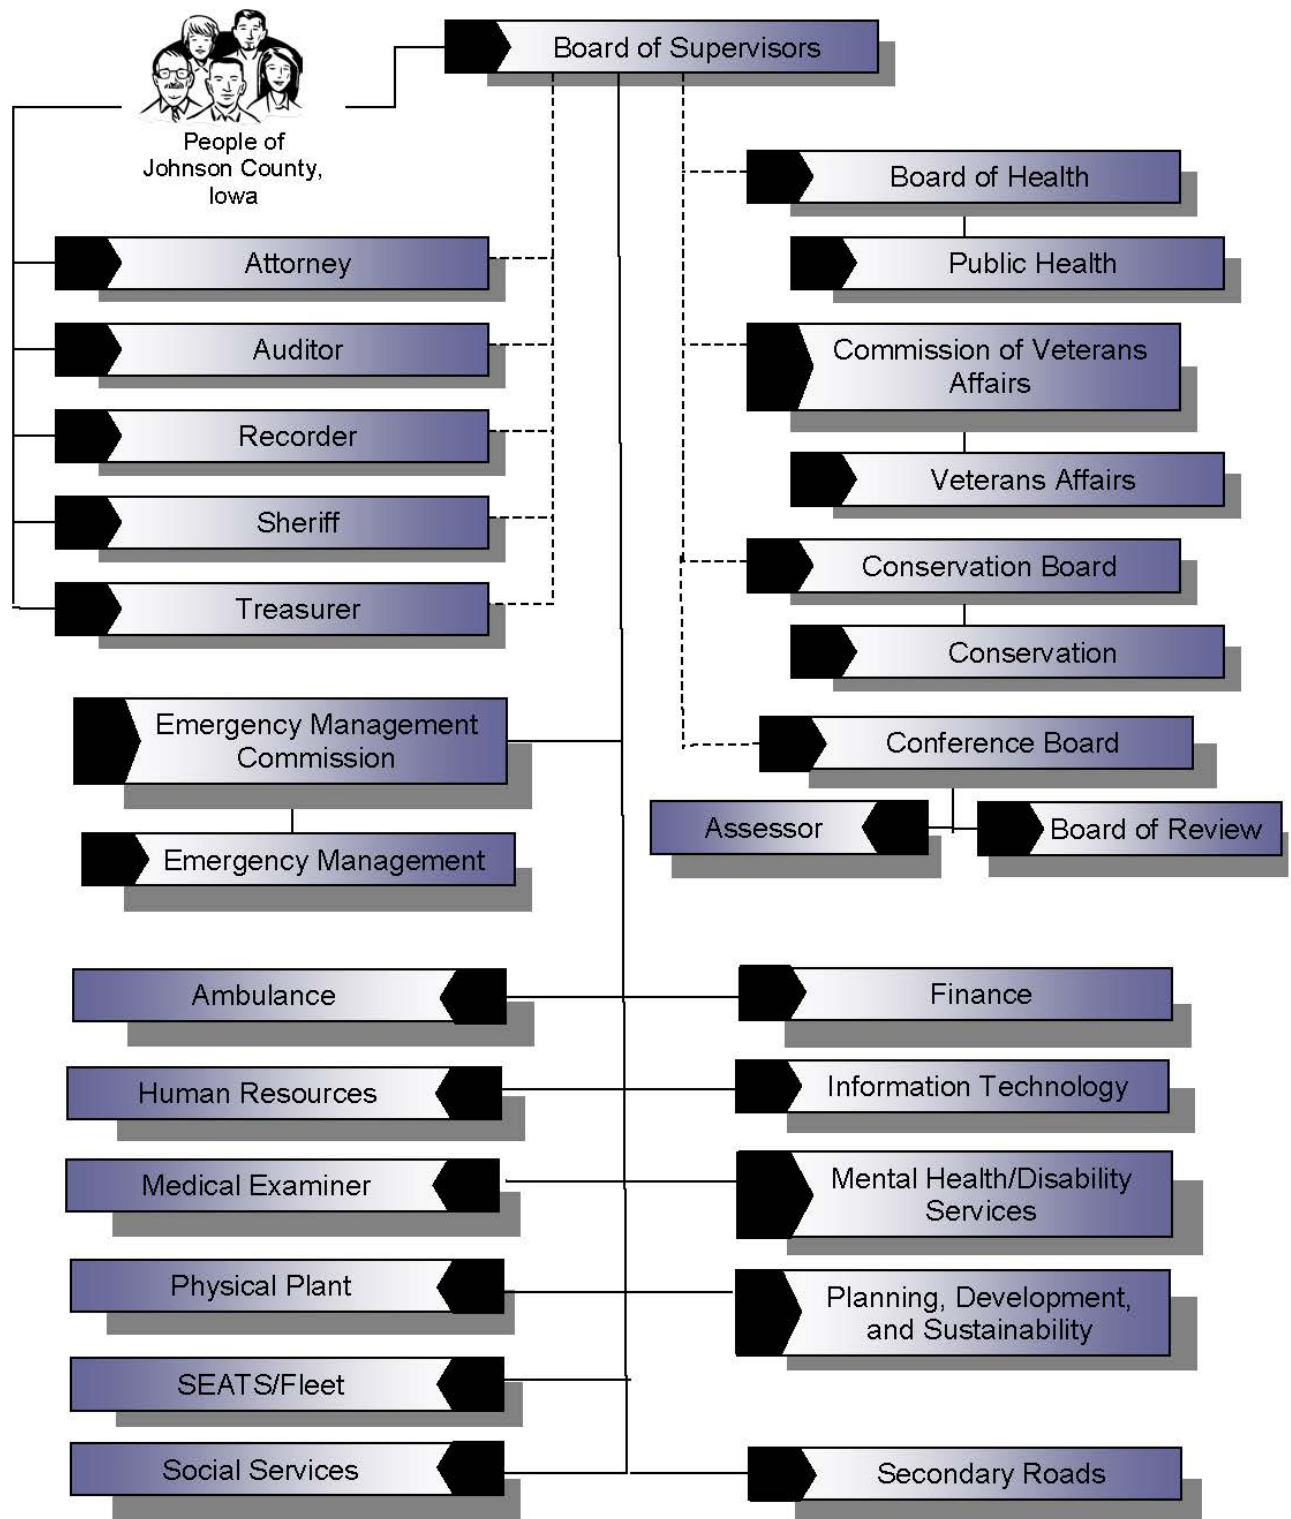 Board of Supervisors
People of
Johnson County,
Iowa
Attorney
Auditor
Recorder
Sheriff
Treasurer
Emergency Management
Commission
Emergency Management
Board of Health
Public Health
Commission of Veterans
Affairs
Veterans Affairs
Conservation Board
Conservation
Conference Board
Assessor
Board of Review
Ambulance
Finance
Human Resources
Information Technology
Medical Examiner
Mental Health/Disability
Services
Physical Plant
Planning, Development,
and Sustainability
SEATS/Fleet
Social Services
Secondary Roads